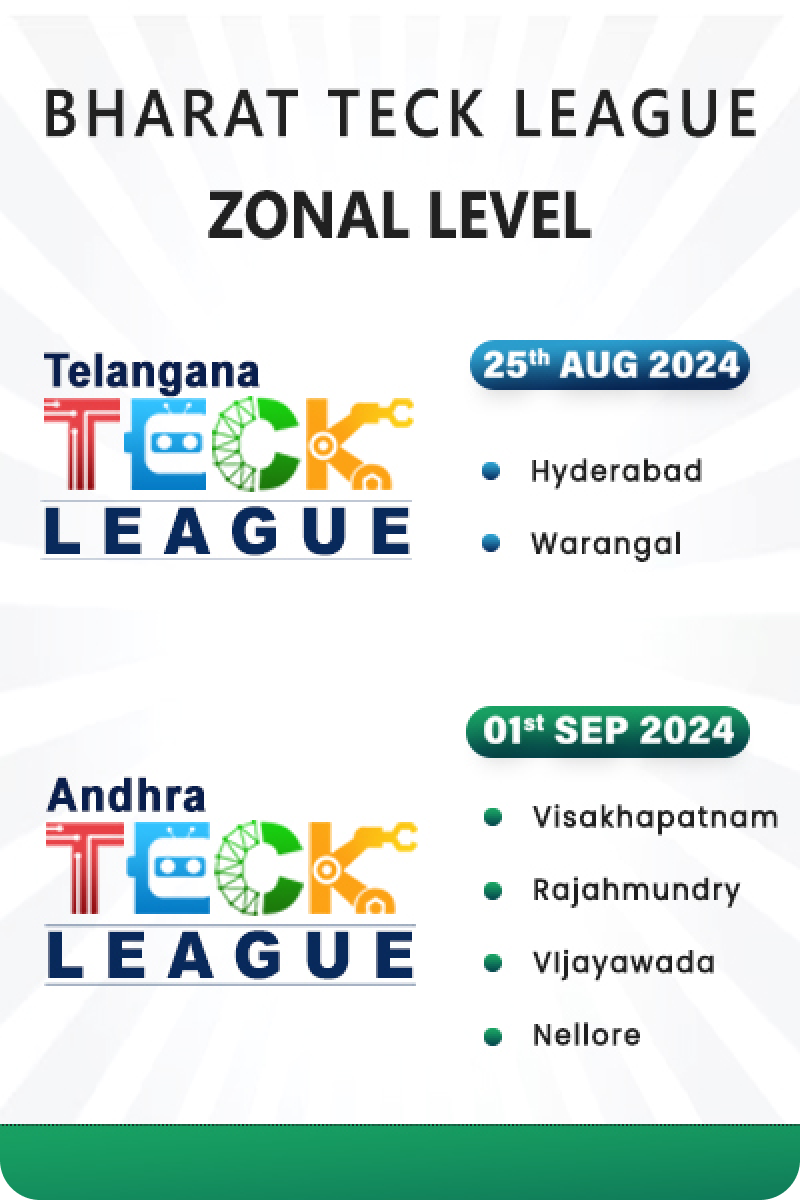 BHARAT TECK LEAGUE
ZONAL LEVEL
Telangana
TECK
LEAGUE
25th AUG 2024
Hyderabad
Warangal
Andhra
TECK
LEAGUE
01st SEP 2024
Visakhapatnam
Rajahmundry
VIjayawada
Nellore